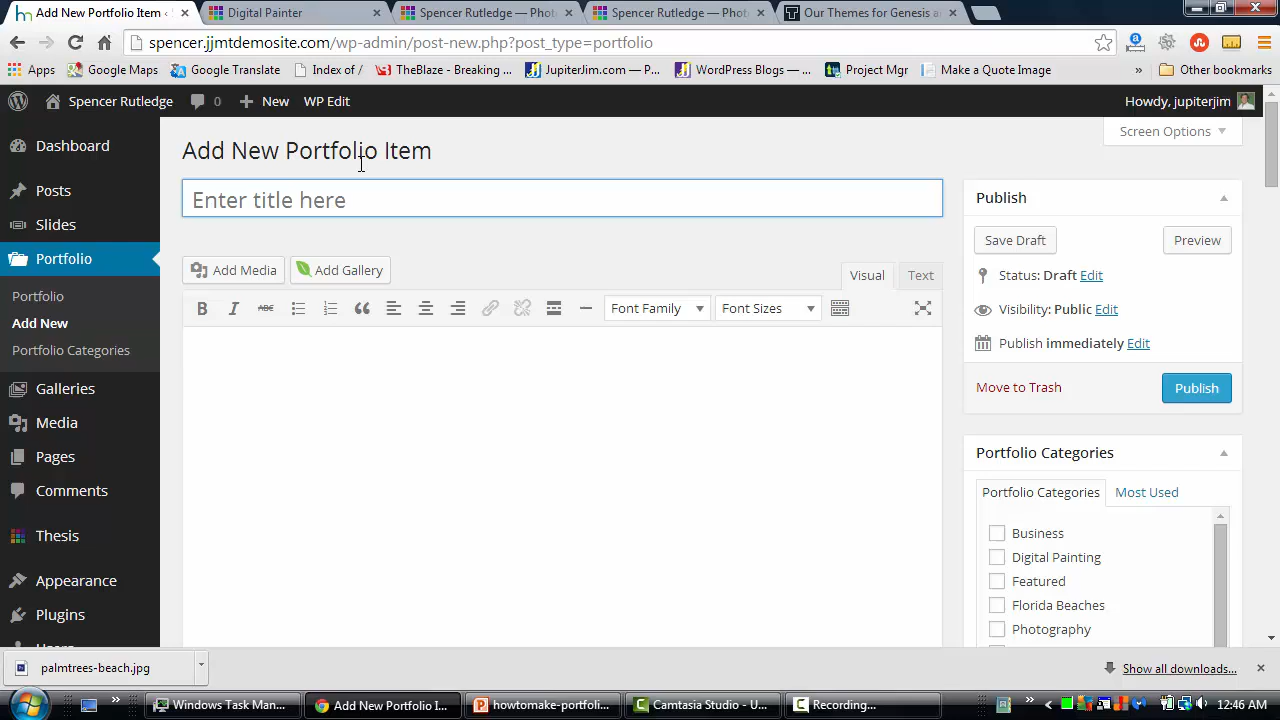 Add New Portfolio Item ‹
Digital Painter
Spencer Rutledge — Phot
Spencer Rutledge — Phot
Our Themes for Genesis a
spencer.jjmtdemosite.com/wp-admin/post-new.php?post_type=portfolio
Apps Google Maps Google Translate Index of / TheBlaze - Breaking ... JupiterJim.com — P... WordPress Blogs — ... Project Mgr Make a Quote Image » Other bookmarks
Spencer Rutledge 0 New WP Edit Howdy, jupiterjim
Screen Options
Dashboard
Posts
Slides
Portfolio
Portfolio
Add New
Portfolio Categories
Galleries
Media
Pages
Comments
Thesis
Appearance
Plugins
Add New Portfolio Item
Enter title here
Add Media Add Gallery
Visual Text
B I ABC Font Family Font Sizes
Publish
Save Draft Preview
Status: Draft Edit
Visibility: Public Edit
Publish immediately Edit
Move to Trash Publish
Portfolio Categories
Portfolio Categories Most Used
Business
Digital Painting
Featured
Florida Beaches
Photography
palmtrees-beach.jpg
Show all downloads...
Windows Task Man... Add New Portfolio I... howtomake-portfoli... Camtasia Studio - U... Recording... 12:46 AM